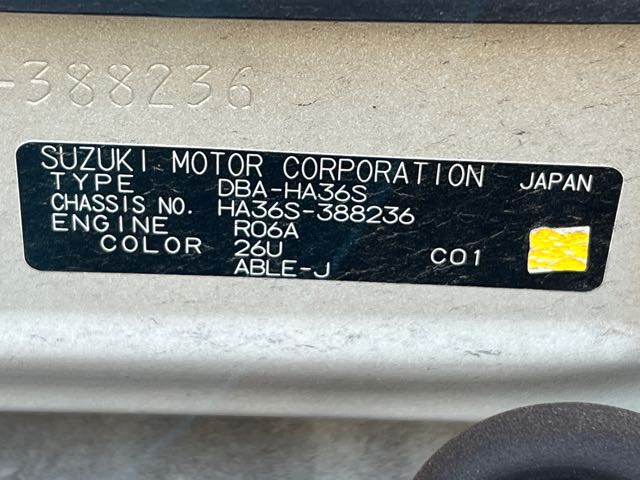 -388236
SUZUKI MOTOR CORPORATION JAPAN
TYPE DBA-HA36S
CHASSIS NO. HA36S-388236
ENGINE R06A
COLOR 26U C01
ABLE-J